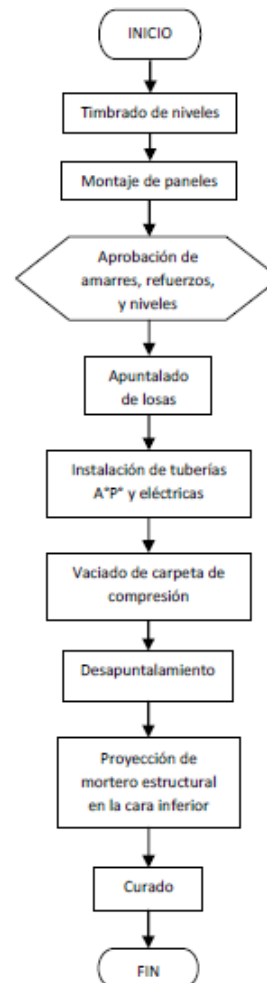 INICIO
Timbrado de niveles
Montaje de paneles
Aprobación de
amarres, refuerzos,
y niveles
Apuntalado
de losas
Instalación de tuberías
A°P° y eléctricas
Vaciado de carpeta de
compresión
Desapuntalamiento
Proyección de
mortero estructural
en la cara inferior
Curado
FIN